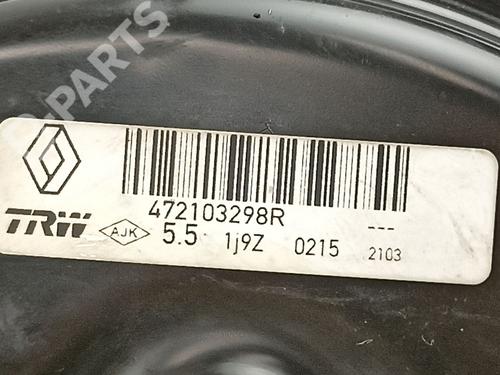 B-PARTS
472103298R
---
TRW AJK 5.5 1j9Z 0215 2103